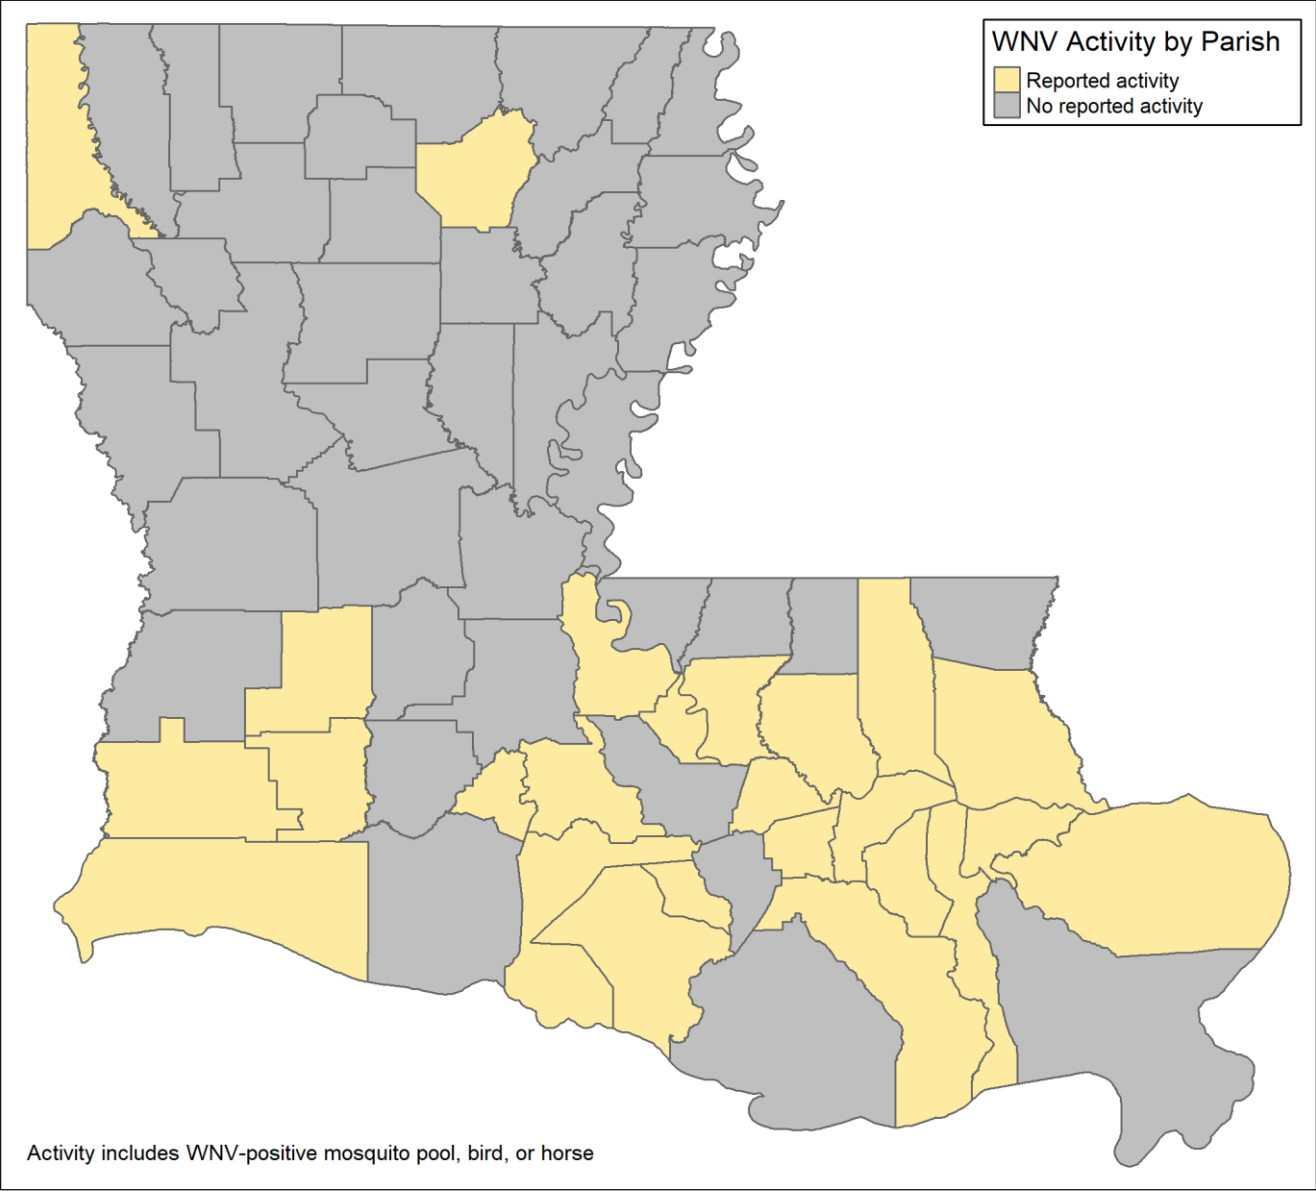 WNV Activity by Parish
Reported activity
No reported activity
Activity includes WNV-positive mosquito pool, bird, or horse